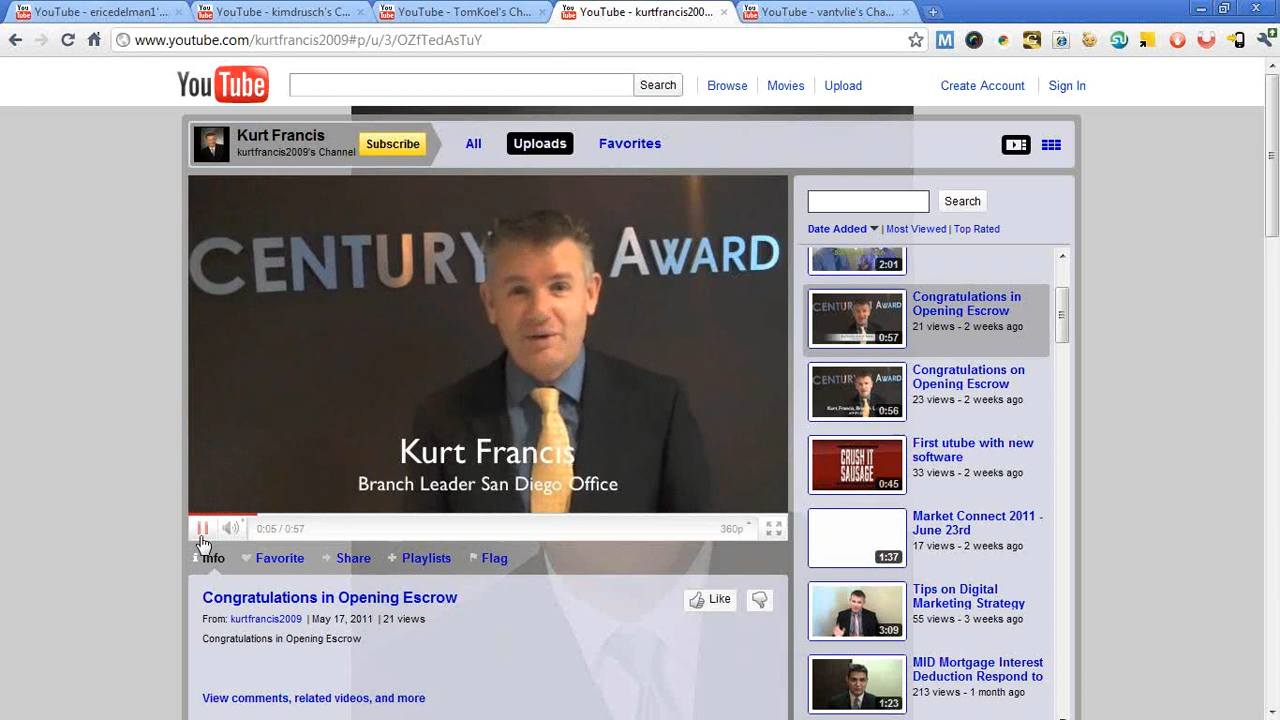 YouTube - ericedelman1'...
YouTube - kimdrusch's C...
YouTube - TomKoel's Ch...
YouTube - kurtfrancis200...
YouTube - vantvlie's Cha...
www.youtube.com/kurtfrancis2009#p/u/3/OZfTedAsTuY
YouTube
Search
Browse
Movies
Upload
Create Account
Sign In
Kurt Francis
kurtfrancis2009's Channel
Subscribe
All
Uploads
Favorites
CENTURY AWARD
Kurt Francis
Branch Leader San Diego Office
0:05 / 0:57
360p
Info
Favorite
Share
Playlists
Flag
Congratulations in Opening Escrow
From: kurtfrancis2009 | May 17, 2011 | 21 views
Congratulations in Opening Escrow
Like
View comments, related videos, and more
Search
Date Added | Most Viewed | Top Rated
2:01
CENTURY AWARD
0:57
Congratulations in
Opening Escrow
21 views - 2 weeks ago
CENTURY AWARD
0:56
Congratulations on
Opening Escrow
23 views - 2 weeks ago
CRUSH IT
SAUSAGE
0:45
First utube with new
software
33 views - 2 weeks ago
1:37
Market Connect 2011 -
June 23rd
17 views - 2 weeks ago
3:09
Tips on Digital
Marketing Strategy
55 views - 3 weeks ago
1:23
MID Mortgage Interest
Deduction Respond to
213 views - 1 month ago